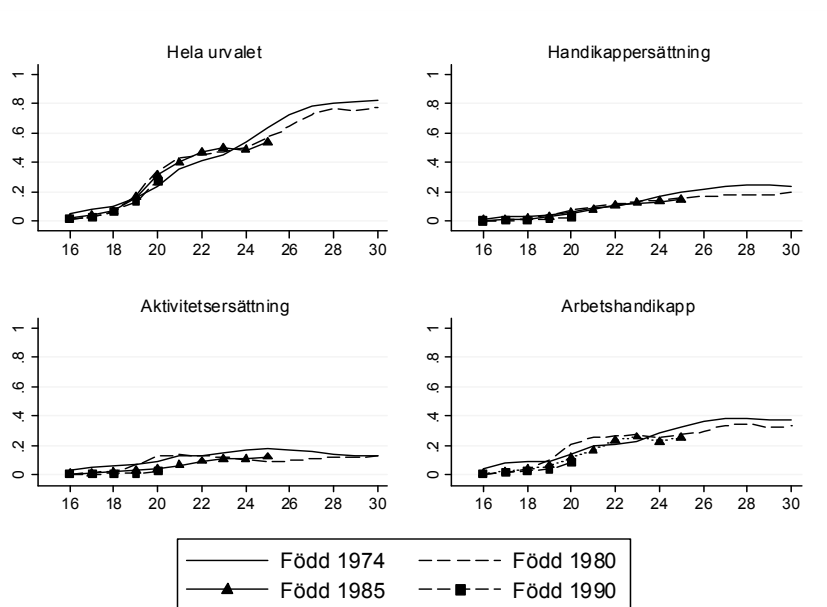 Hela urvalet
Handikappersättning
1
.8
.6
.4
.2
0
16 18 20 22 24 26 28 30
1
.8
.6
.4
.2
0
16 18 20 22 24 26 28 30
Aktivitetsersättning
Arbetshandikapp
1
.8
.6
.4
.2
0
16 18 20 22 24 26 28 30
1
.8
.6
.4
.2
0
16 18 20 22 24 26 28 30
Född 1974 Född 1980
Född 1985 Född 1990